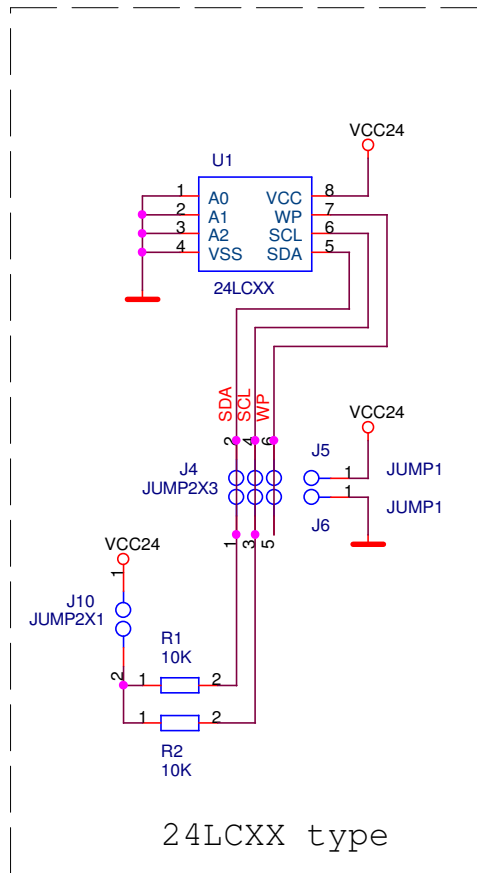 VCC24
U1
1 A0 VCC 8
2 A1 WP 7
3 A2 SCL 6
4 VSS SDA 5
24LCXX
SDA
SCL
WP
VCC24
2 4 6
J4
JUMP2X3
J5
1 JUMP1
1 JUMP1
J6
1 3 5
VCC24
1
J10
JUMP2X1
2
R1
10K
1 2
1 2
R2
10K
24LCXX type